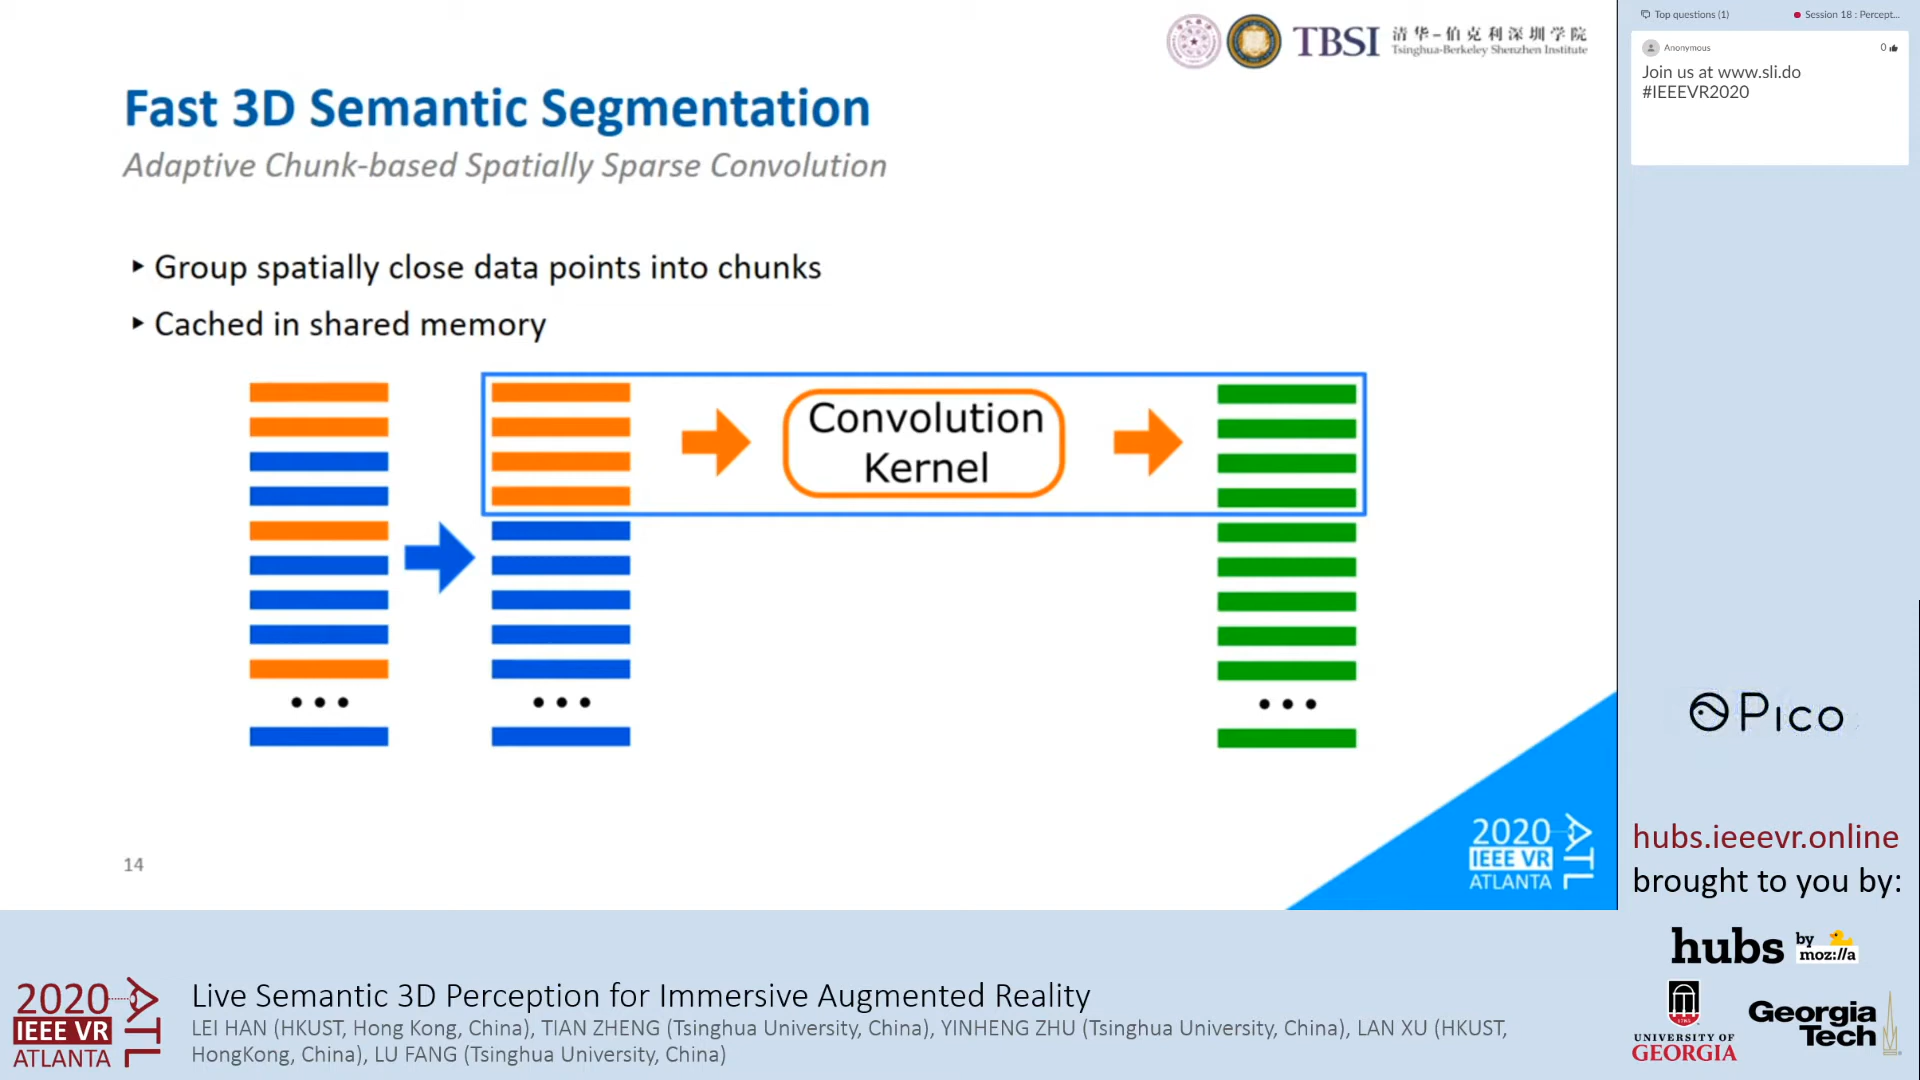 TBSI 清华-伯克利深圳学院
Tsinghua-Berkeley Shenzhen Institute
Fast 3D Semantic Segmentation
Adaptive Chunk-based Spatially Sparse Convolution
‣ Group spatially close data points into chunks
‣ Cached in shared memory
Convolution
Kernel
14
2020
IEEE VR
ATLANTA
ATL
Top questions (1)
Session 18 : Percept...
Anonymous
0
Join us at www.sli.do
#IEEEVR2020
Pico
hubs.ieeevr.online
brought to you by:
hubs by
moz://a
UNIVERSITY OF
GEORGIA
Georgia
Tech
2020
IEEE VR
ATLANTA
ATL
Live Semantic 3D Perception for Immersive Augmented Reality
LEI HAN (HKUST, Hong Kong, China), TIAN ZHENG (Tsinghua University, China), YINHENG ZHU (Tsinghua University, China), LAN XU (HKUST,
HongKong, China), LU FANG (Tsinghua University, China)